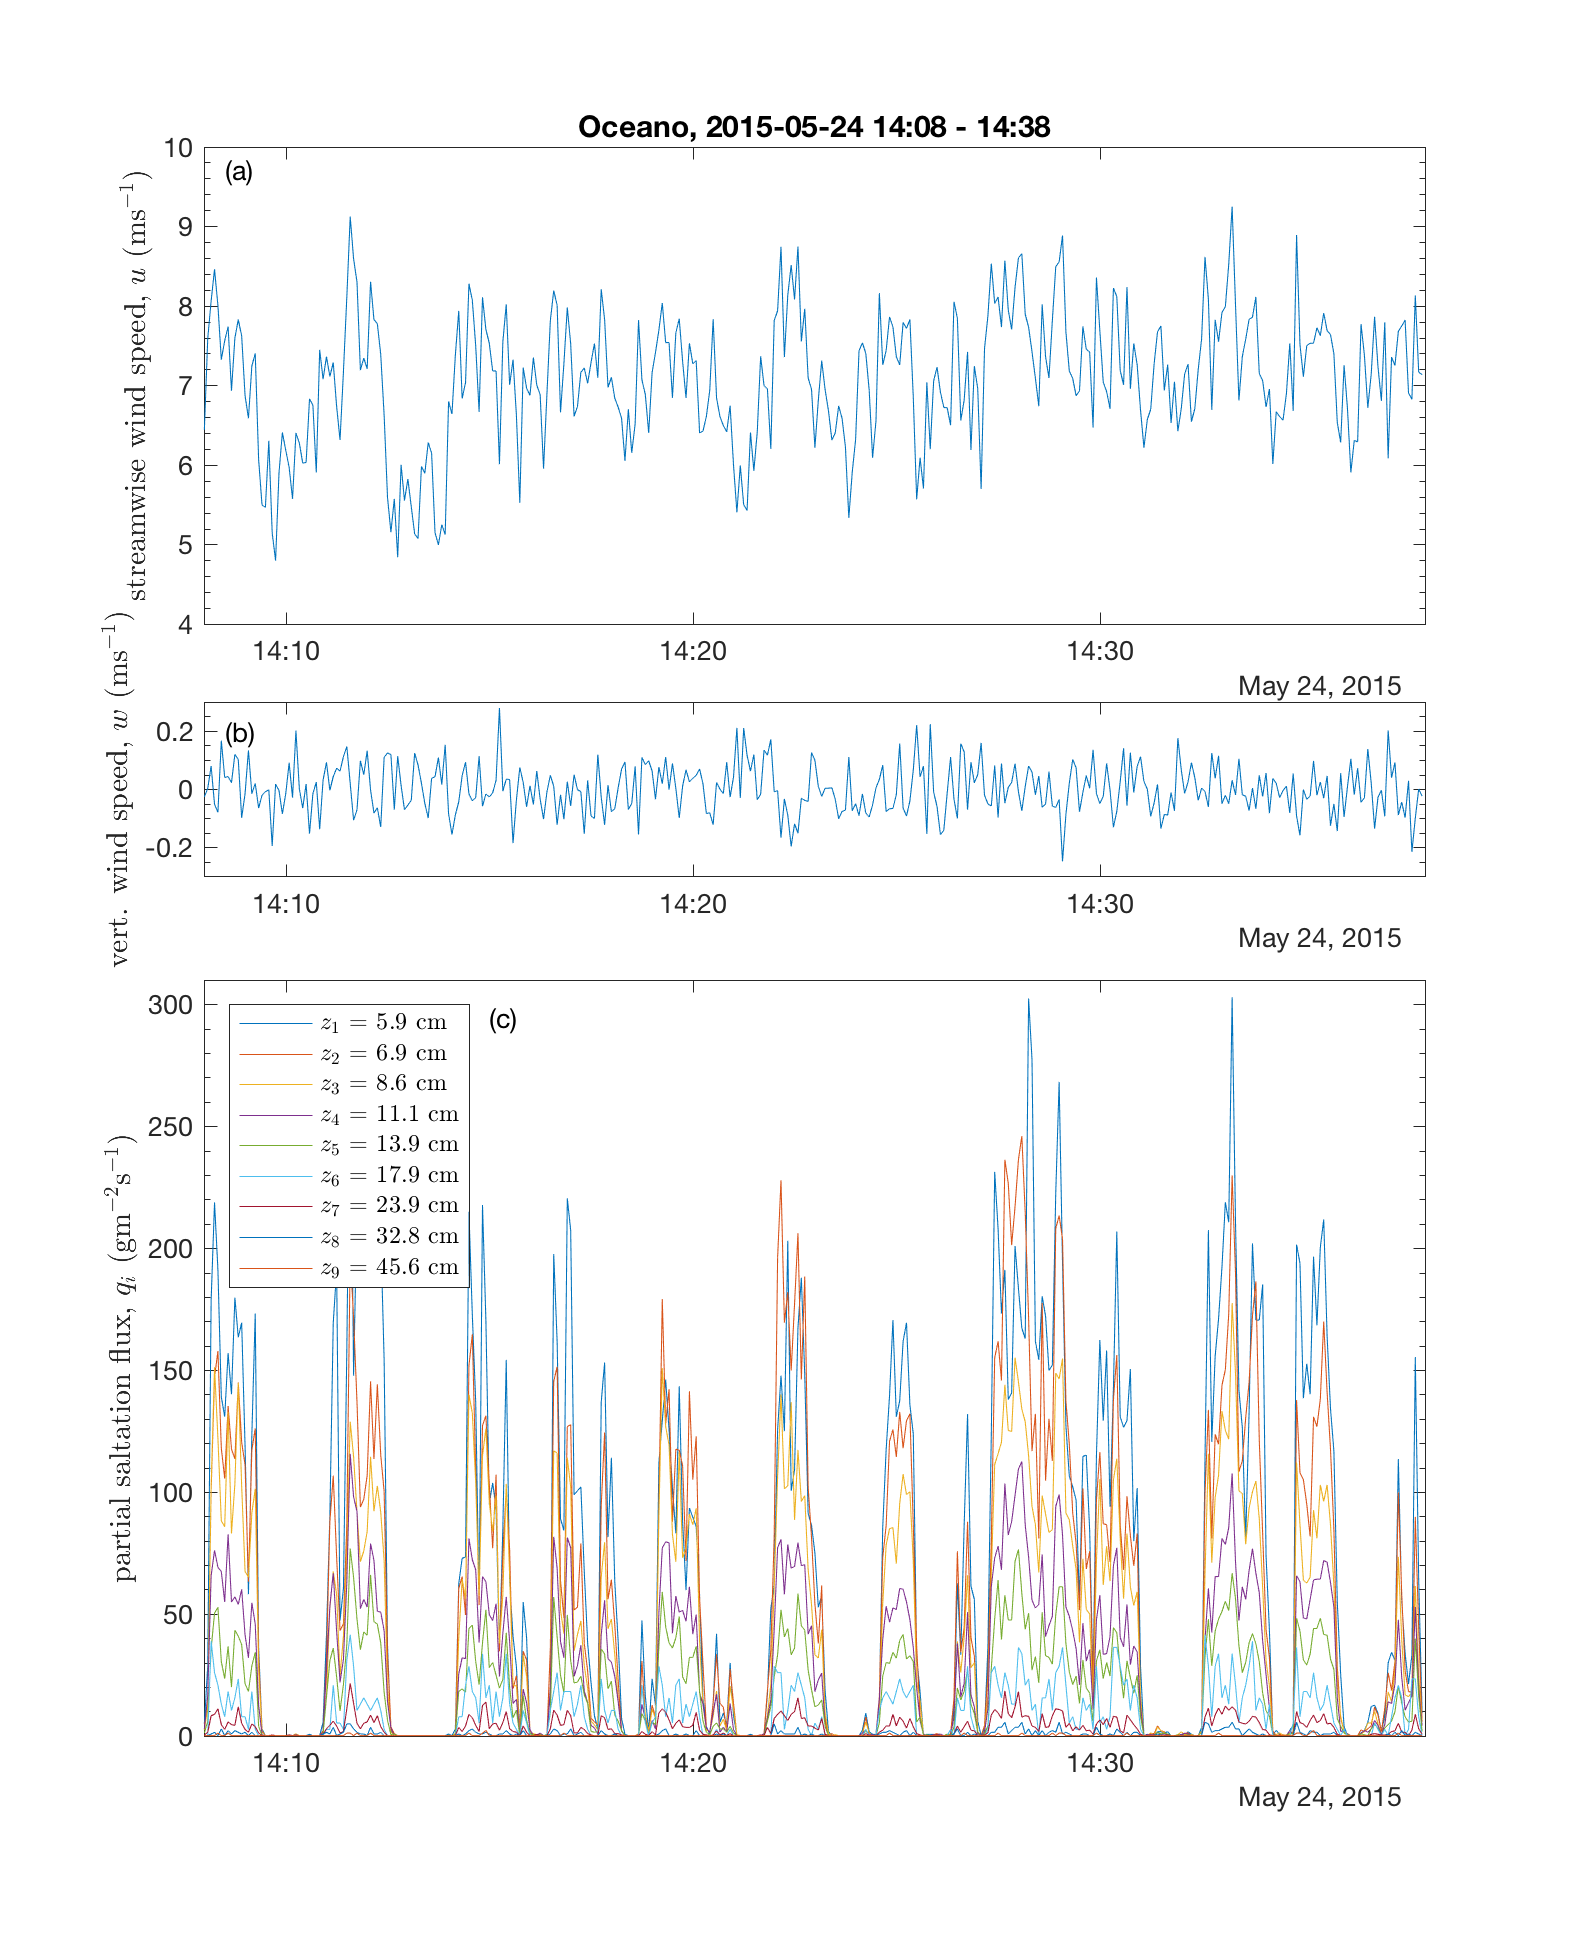 Oceano, 2015-05-24 14:08 - 14:38
(a)
streamwise wind speed, u (ms⁻¹)
10
9
8
7
6
5
4
14:10 14:20 14:30
May 24, 2015
(b)
vert. wind speed, w (ms⁻¹)
0.2
0
-0.2
14:10 14:20 14:30
May 24, 2015
(c)
partial saltation flux, qᵢ (gm⁻²s⁻¹)
300
250
200
150
100
50
0
z₁ = 5.9 cm
z₂ = 6.9 cm
z₃ = 8.6 cm
z₄ = 11.1 cm
z₅ = 13.9 cm
z₆ = 17.9 cm
z₇ = 23.9 cm
z₈ = 32.8 cm
z₉ = 45.6 cm
14:10 14:20 14:30
May 24, 2015